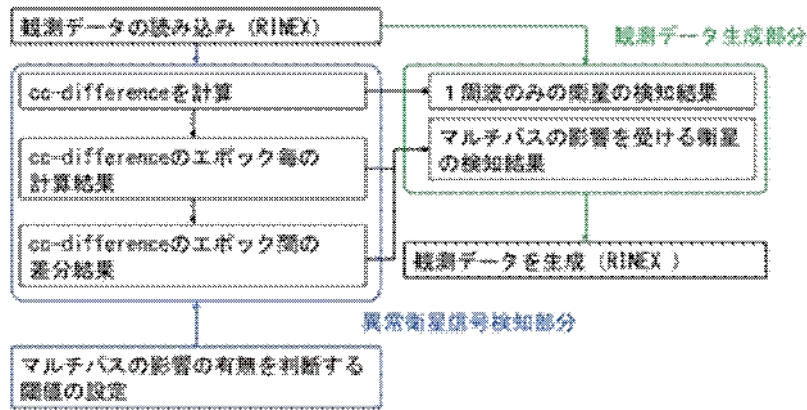 観測データの読み込み (RINEX)
観測データ生成部分
cc-differenceを計算
1周波のみの衛星の検知結果
cc-differenceのエポック毎の
計算結果
マルチパスの影響を受ける衛星
の検知結果
cc-differenceのエポック間の
差分結果
観測データを生成 (RINEX )
異常衛星信号検知部分
マルチパスの影響の有無を判断する
閾値の設定